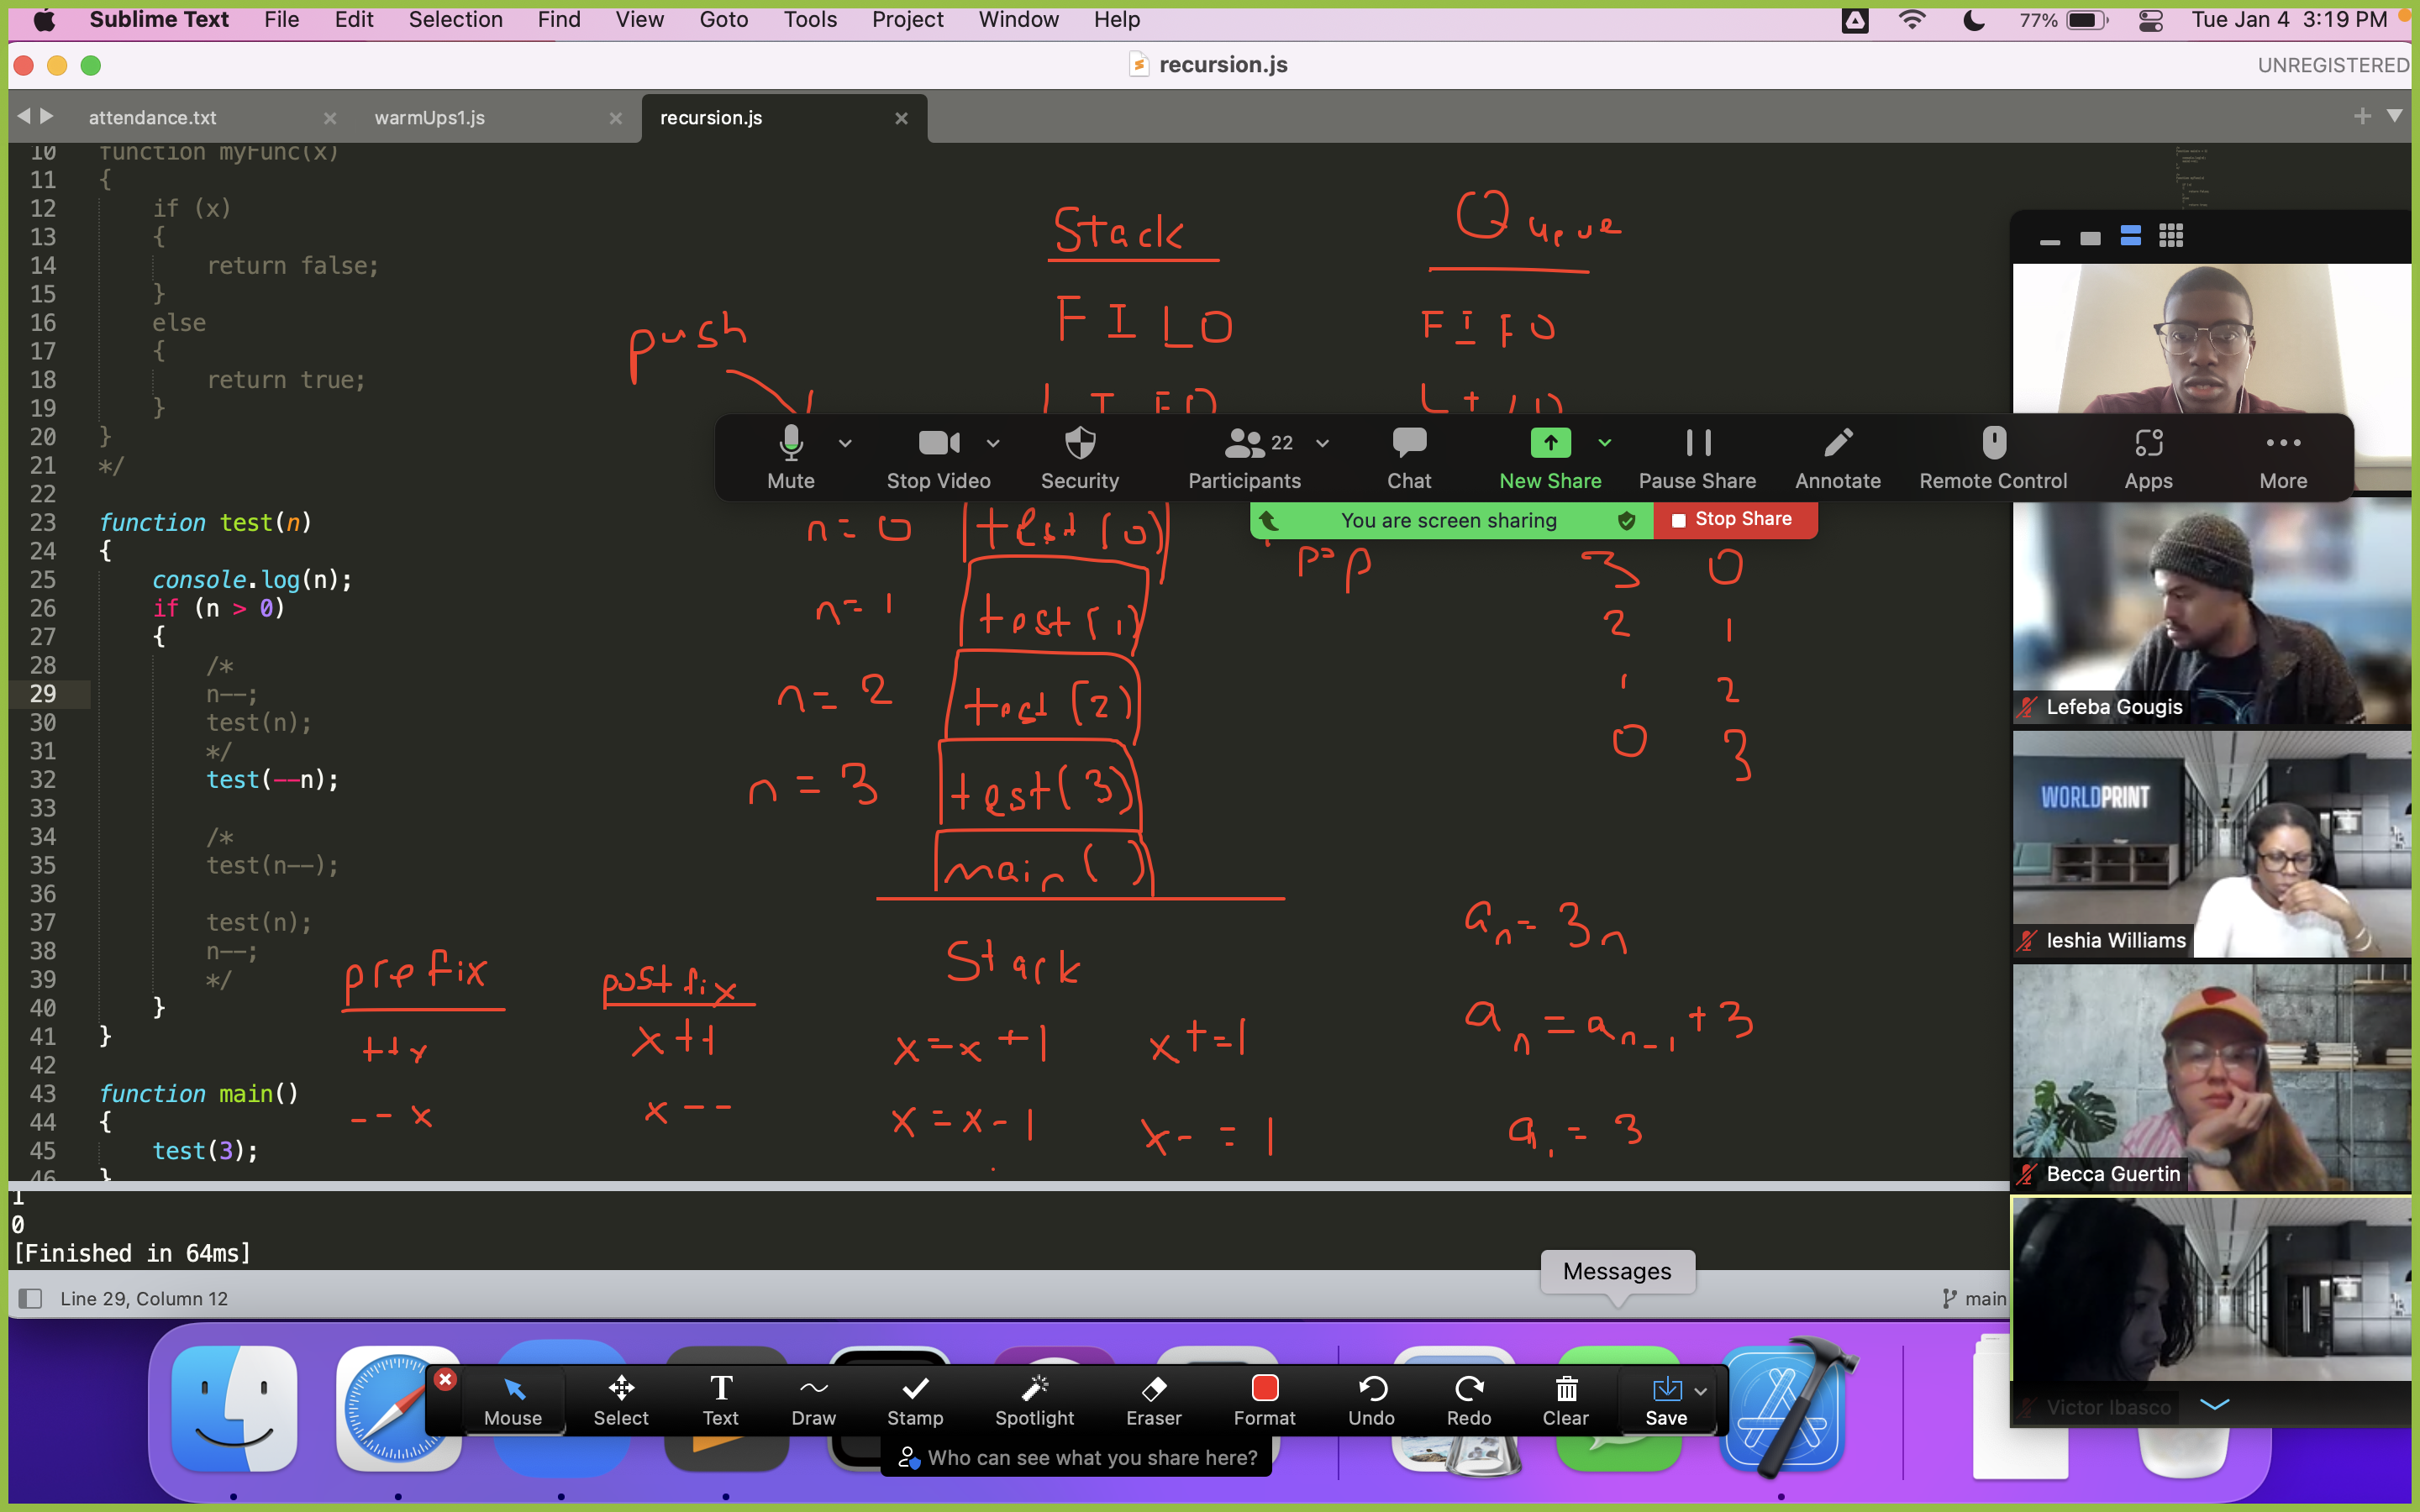 Sublime Text File Edit Selection Find View Goto Tools Project Window Help 77% Tue Jan 4 3:19 PM
recursion.js UNREGISTERED
attendance.txt warmUps1.js recursion.js
10 function myFunc(x)
11 {
12 if (x)
13 {
14 return false;
15 }
16 else
17 {
18 return true;
19 }
20 }
21 */
22
23 function test(n)
24 {
25 console.log(n);
26 if (n > 0)
27 {
28 /*
29 n--;
30 test(n);
31 */
32 test(--n);
33
34 /*
35 test(n--);
36
37 test(n);
38 n--;
39 */
40 }
41 }
42
43 function main()
44 {
45 test(3);
46 }
Stack Queue
FILO FIFO
push
LIFO
Mute Stop Video Security Participants 22 Chat New Share Pause Share Annotate Remote Control Apps More
You are screen sharing Stop Share
n=0 test(0)
pop
3 0
n=1 test(1)
2 1
n=2 test(2)
1 2
n=3 test(3)
0 3
main()
Stack
prefix postfix
++x x++ x=x+1 x+=1
--x x-- x=x-1 x-=1
an=3n
an=an-1+3
a1=3
Lefeba Gougis
WORLDPRINT
Ieshia Williams
Becca Guertin
Victor Ibasco
1
0
[Finished in 64ms]
Messages
Line 29, Column 12 main
Mouse Select Text Draw Stamp Spotlight Eraser Format Undo Redo Clear Save
Who can see what you share here?